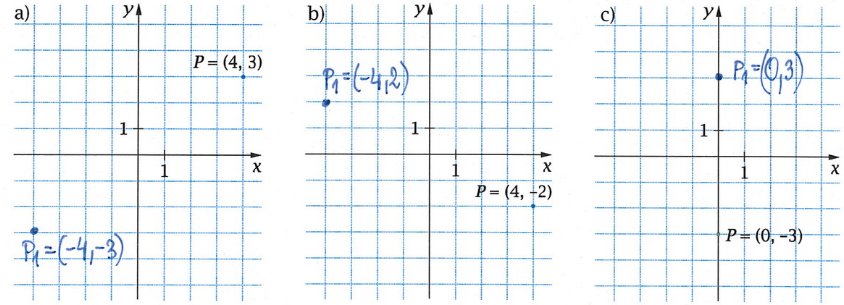 a)
y
P = (4, 3)
1
1
x
P₁=(-4,-3)
b)
y
P₁=(-4,2)
1
1
x
P = (4, -2)
c)
y
P₁=(0,3)
1
1
x
P = (0, -3)